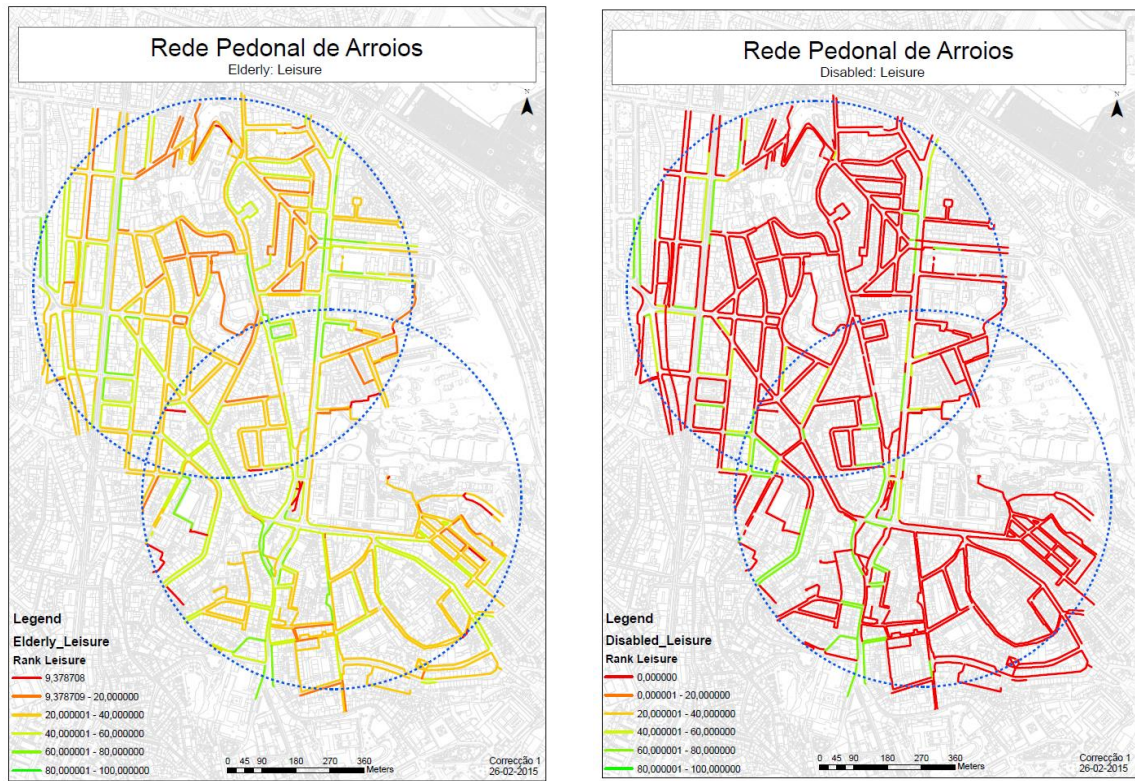 Rede Pedonal de Arroios
Elderly: Leisure
N
Legend
Elderly_Leisure
Rank Leisure
9,378708
9,378709 - 20,000000
20,000001 - 40,000000
40,000001 - 60,000000
60,000001 - 80,000000
80,000001 - 100,000000
0 45 90 180 270 360
Meters
Correcção 1
26-02-2015
Rede Pedonal de Arroios
Disabled: Leisure
N
Legend
Disabled_Leisure
Rank Leisure
0,000000
0,000001 - 20,000000
20,000001 - 40,000000
40,000001 - 60,000000
60,000001 - 80,000000
80,000001 - 100,000000
0 45 90 180 270 360
Meters
Correcção 1
26-02-2015